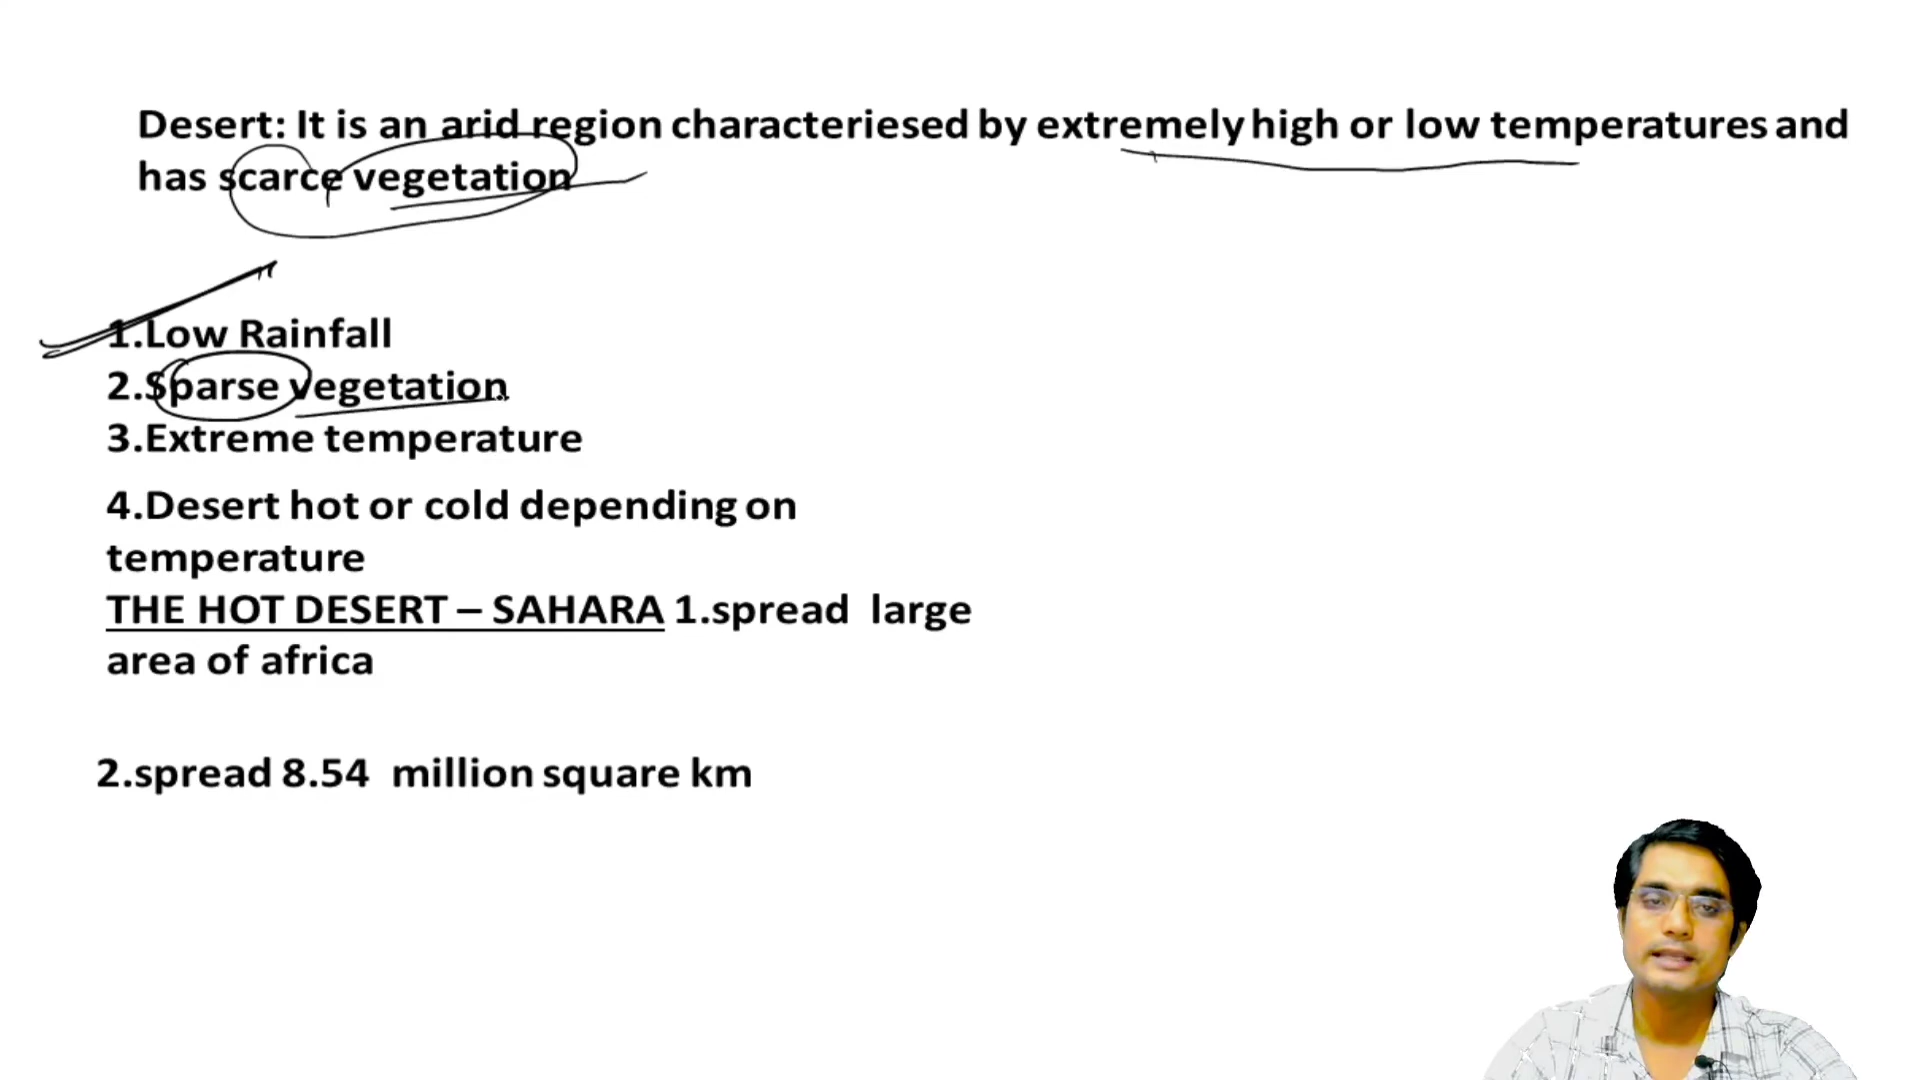 Desert: It is an arid region characteriesed by extremely high or low temperatures and
has scarce vegetation
1.Low Rainfall
2.Sparse vegetation
3.Extreme temperature
4.Desert hot or cold depending on
temperature
THE HOT DESERT – SAHARA 1.spread large
area of africa
2.spread 8.54 million square km